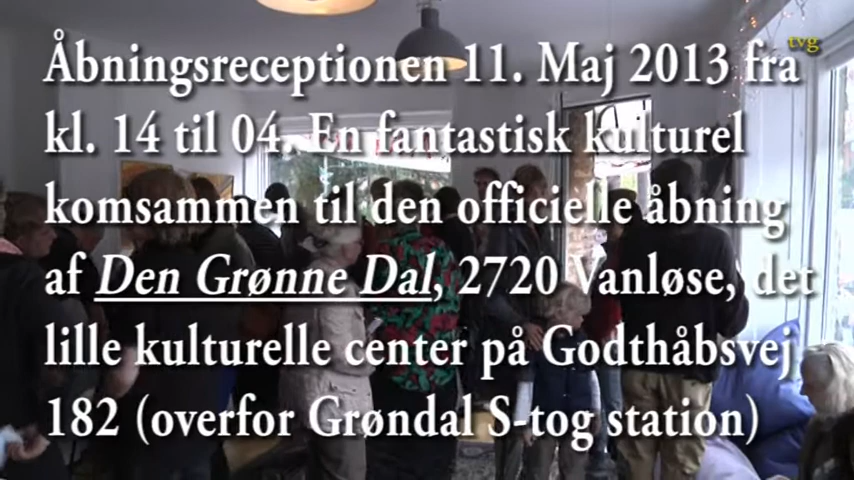 tvg
Åbningsreceptionen 11. Maj 2013 fra
kl. 14 til 04. En fantastisk kulturel
komsammen til den officielle åbning
af Den Grønne Dal, 2720 Vanløse, det
lille kulturelle center på Godthåbsvej
182 (overfor Grøndal S-tog station)